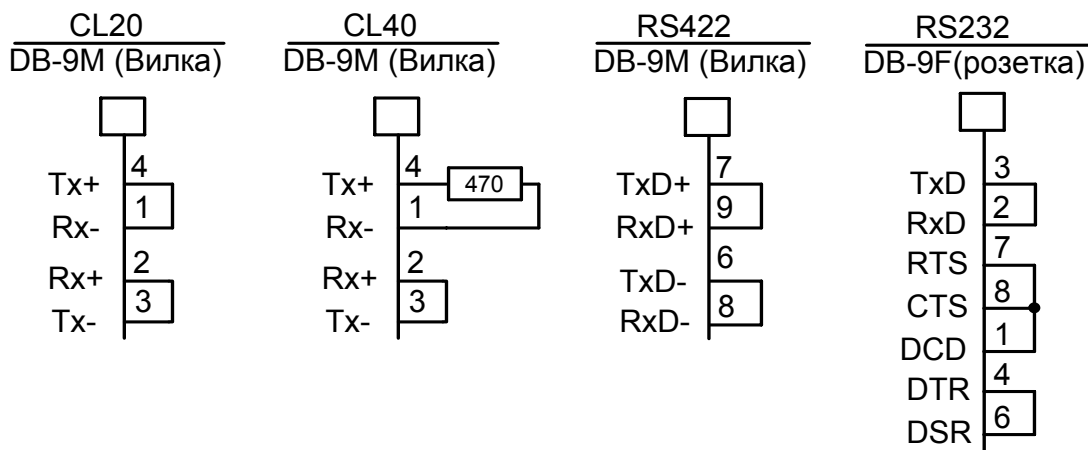 CL20
DB-9M (Вилка)
Tx+ 4
Rx- 1
Rx+ 2
Tx- 3
CL40
DB-9M (Вилка)
Tx+ 4 470
Rx- 1
Rx+ 2
Tx- 3
RS422
DB-9M (Вилка)
TxD+ 7
RxD+ 9
TxD- 6
RxD- 8
RS232
DB-9F(розетка)
TxD 3
RxD 2
RTS 7
CTS 8
DCD 1
DTR 4
DSR 6